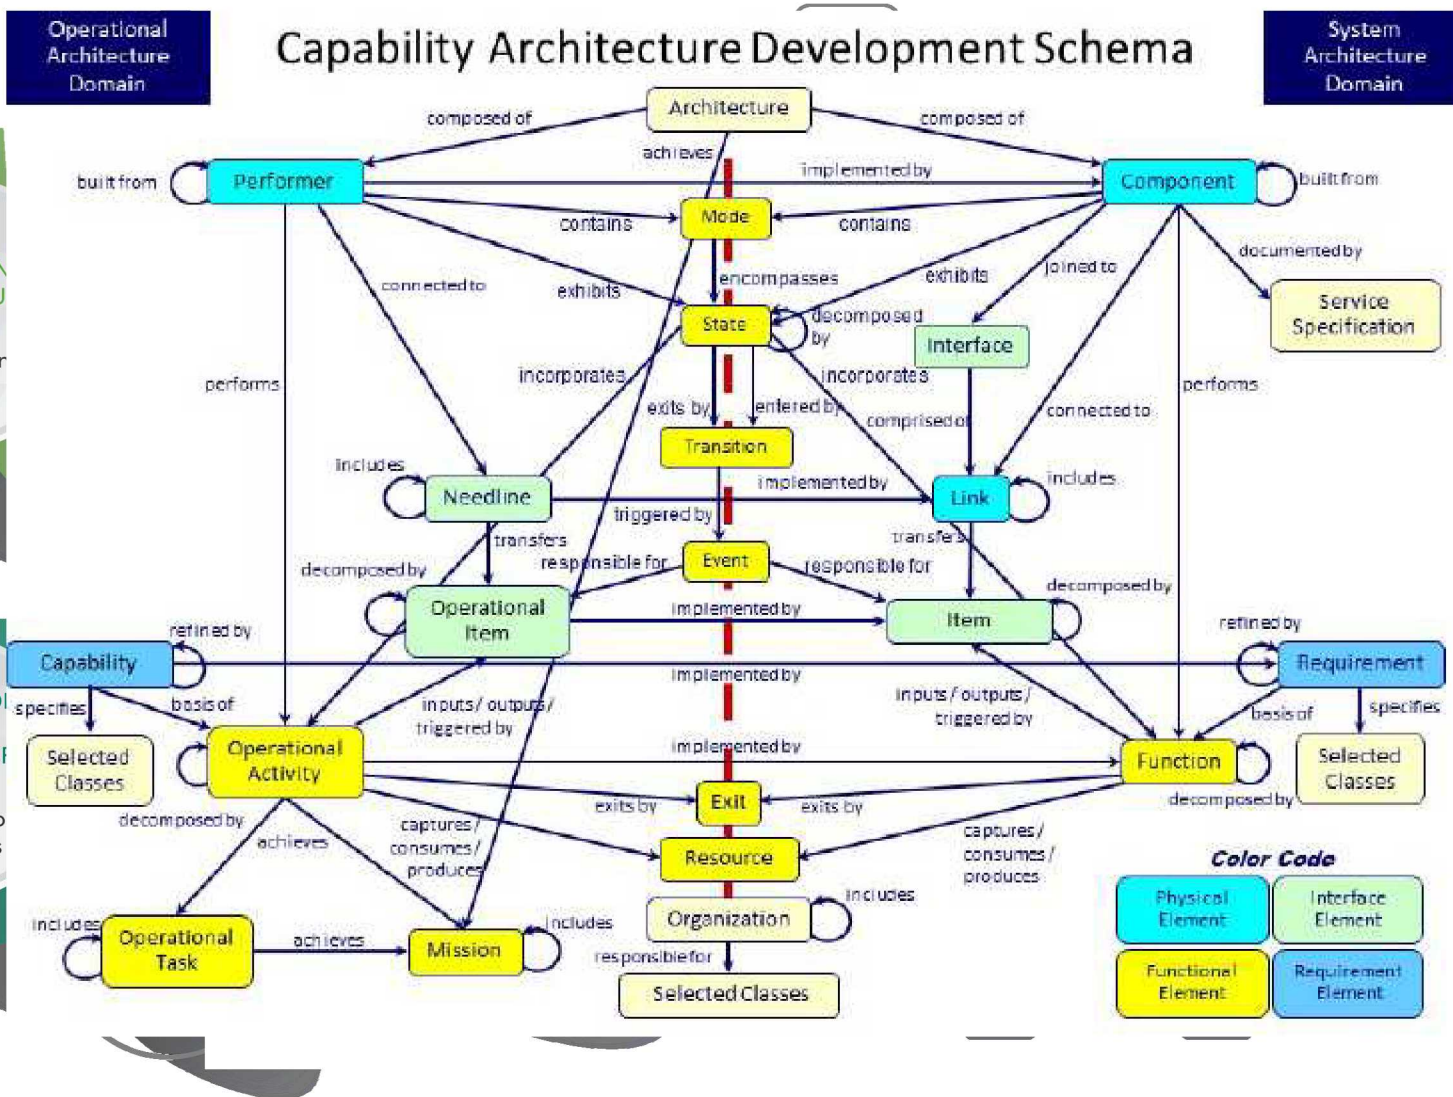 Operational
Architecture
Domain
Capability Architecture Development Schema
System
Architecture
Domain
Architecture
composed of
composed of
achieves
built from
Performer
implemented by
Component
built from
Mode
contains
contains
documented by
connected to
exhibits
encompasses
exhibits
joined to
Service
Specification
State
decomposed
by
Interface
performs
incorporates
incorporates
performs
exits by
entered by
comprised of
connected to
Transition
includes
Needline
implemented by
Link
includes
triggered by
transfers
transfers
responsible for
Event
responsible for
decomposed by
decomposed by
Operational
Item
implemented by
Item
refined by
refined by
Capability
implemented by
Requirement
specifies
basis of
inputs / outputs /
triggered by
inputs / outputs /
triggered by
basis of
specifies
Selected
Classes
Operational
Activity
implemented by
Function
Selected
Classes
exits by
Exit
exits by
decomposed by
decomposed by
achieves
captures /
consumes /
produces
Resource
captures /
consumes /
produces
Color Code
Physical
Element
Interface
Element
Functional
Element
Requirement
Element
includes
Organization
includes
Operational
Task
achieves
Mission
includes
responsible for
Selected Classes